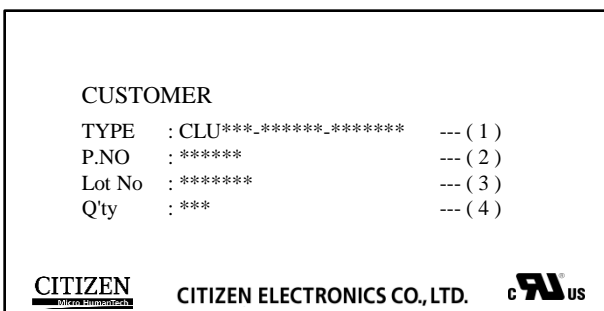 CUSTOMER
TYPE : CLU***-******-******* --- ( 1 )
P.NO : ****** --- ( 2 )
Lot No : ******* --- ( 3 )
Q'ty : *** --- ( 4 )
CITIZEN
Micro HumanTech
CITIZEN ELECTRONICS CO., LTD.
c RU ® US